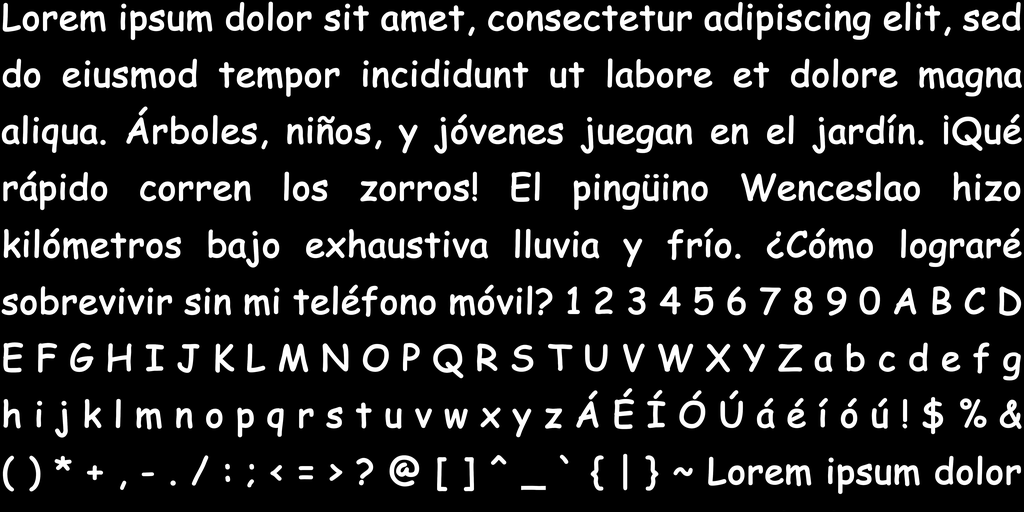 Lorem ipsum dolor sit amet, consectetur adipiscing elit, sed
do eiusmod tempor incididunt ut labore et dolore magna
aliqua. Árboles, niños, y jóvenes juegan en el jardín. ¡Qué
rápido corren los zorros! El pingüino Wenceslao hizo
kilómetros bajo exhaustiva lluvia y frío. ¿Cómo lograré
sobrevivir sin mi teléfono móvil? 1 2 3 4 5 6 7 8 9 0 A B C D
E F G H I J K L M N O P Q R S T U V W X Y Z a b c d e f g
h i j k l m n o p q r s t u v w x y z Á É Í Ó Ú á é í ó ú ! $ % &
( ) * + , - . / : ; < = > ? @ [ ] ^ _ ` { | } ~ Lorem ipsum dolor